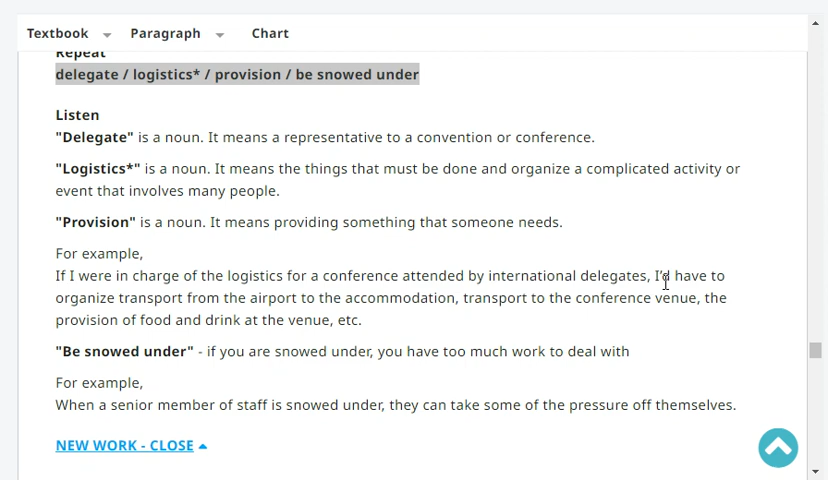 Textbook Paragraph Chart
Repeat
delegate / logistics* / provision / be snowed under
Listen
"Delegate" is a noun. It means a representative to a convention or conference.
"Logistics*" is a noun. It means the things that must be done and organize a complicated activity or
event that involves many people.
"Provision" is a noun. It means providing something that someone needs.
For example,
If I were in charge of the logistics for a conference attended by international delegates, I'd have to
organize transport from the airport to the accommodation, transport to the conference venue, the
provision of food and drink at the venue, etc.
"Be snowed under" - if you are snowed under, you have too much work to deal with
For example,
When a senior member of staff is snowed under, they can take some of the pressure off themselves.
NEW WORK - CLOSE